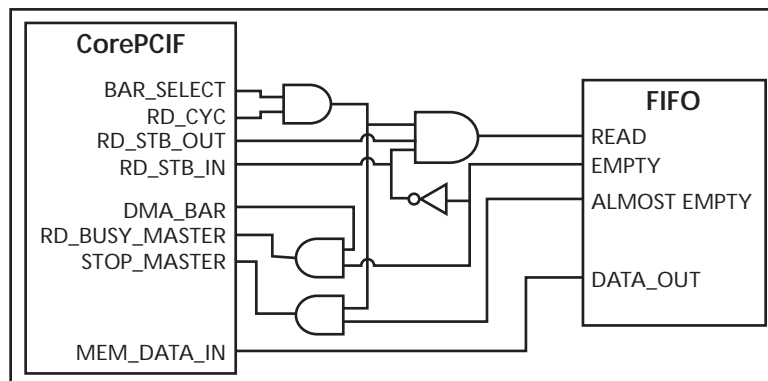 CorePCIF
BAR_SELECT
RD_CYC
RD_STB_OUT
RD_STB_IN
DMA_BAR
RD_BUSY_MASTER
STOP_MASTER
MEM_DATA_IN
FIFO
READ
EMPTY
ALMOST EMPTY
DATA_OUT